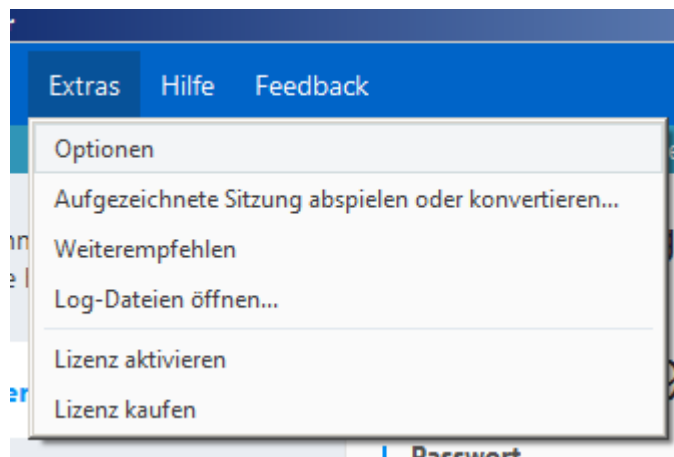 Extras Hilfe Feedback
Optionen
Aufgezeichnete Sitzung abspielen oder konvertieren...
Weiterempfehlen
Log-Dateien öffnen...
Lizenz aktivieren
Lizenz kaufen
Passwort